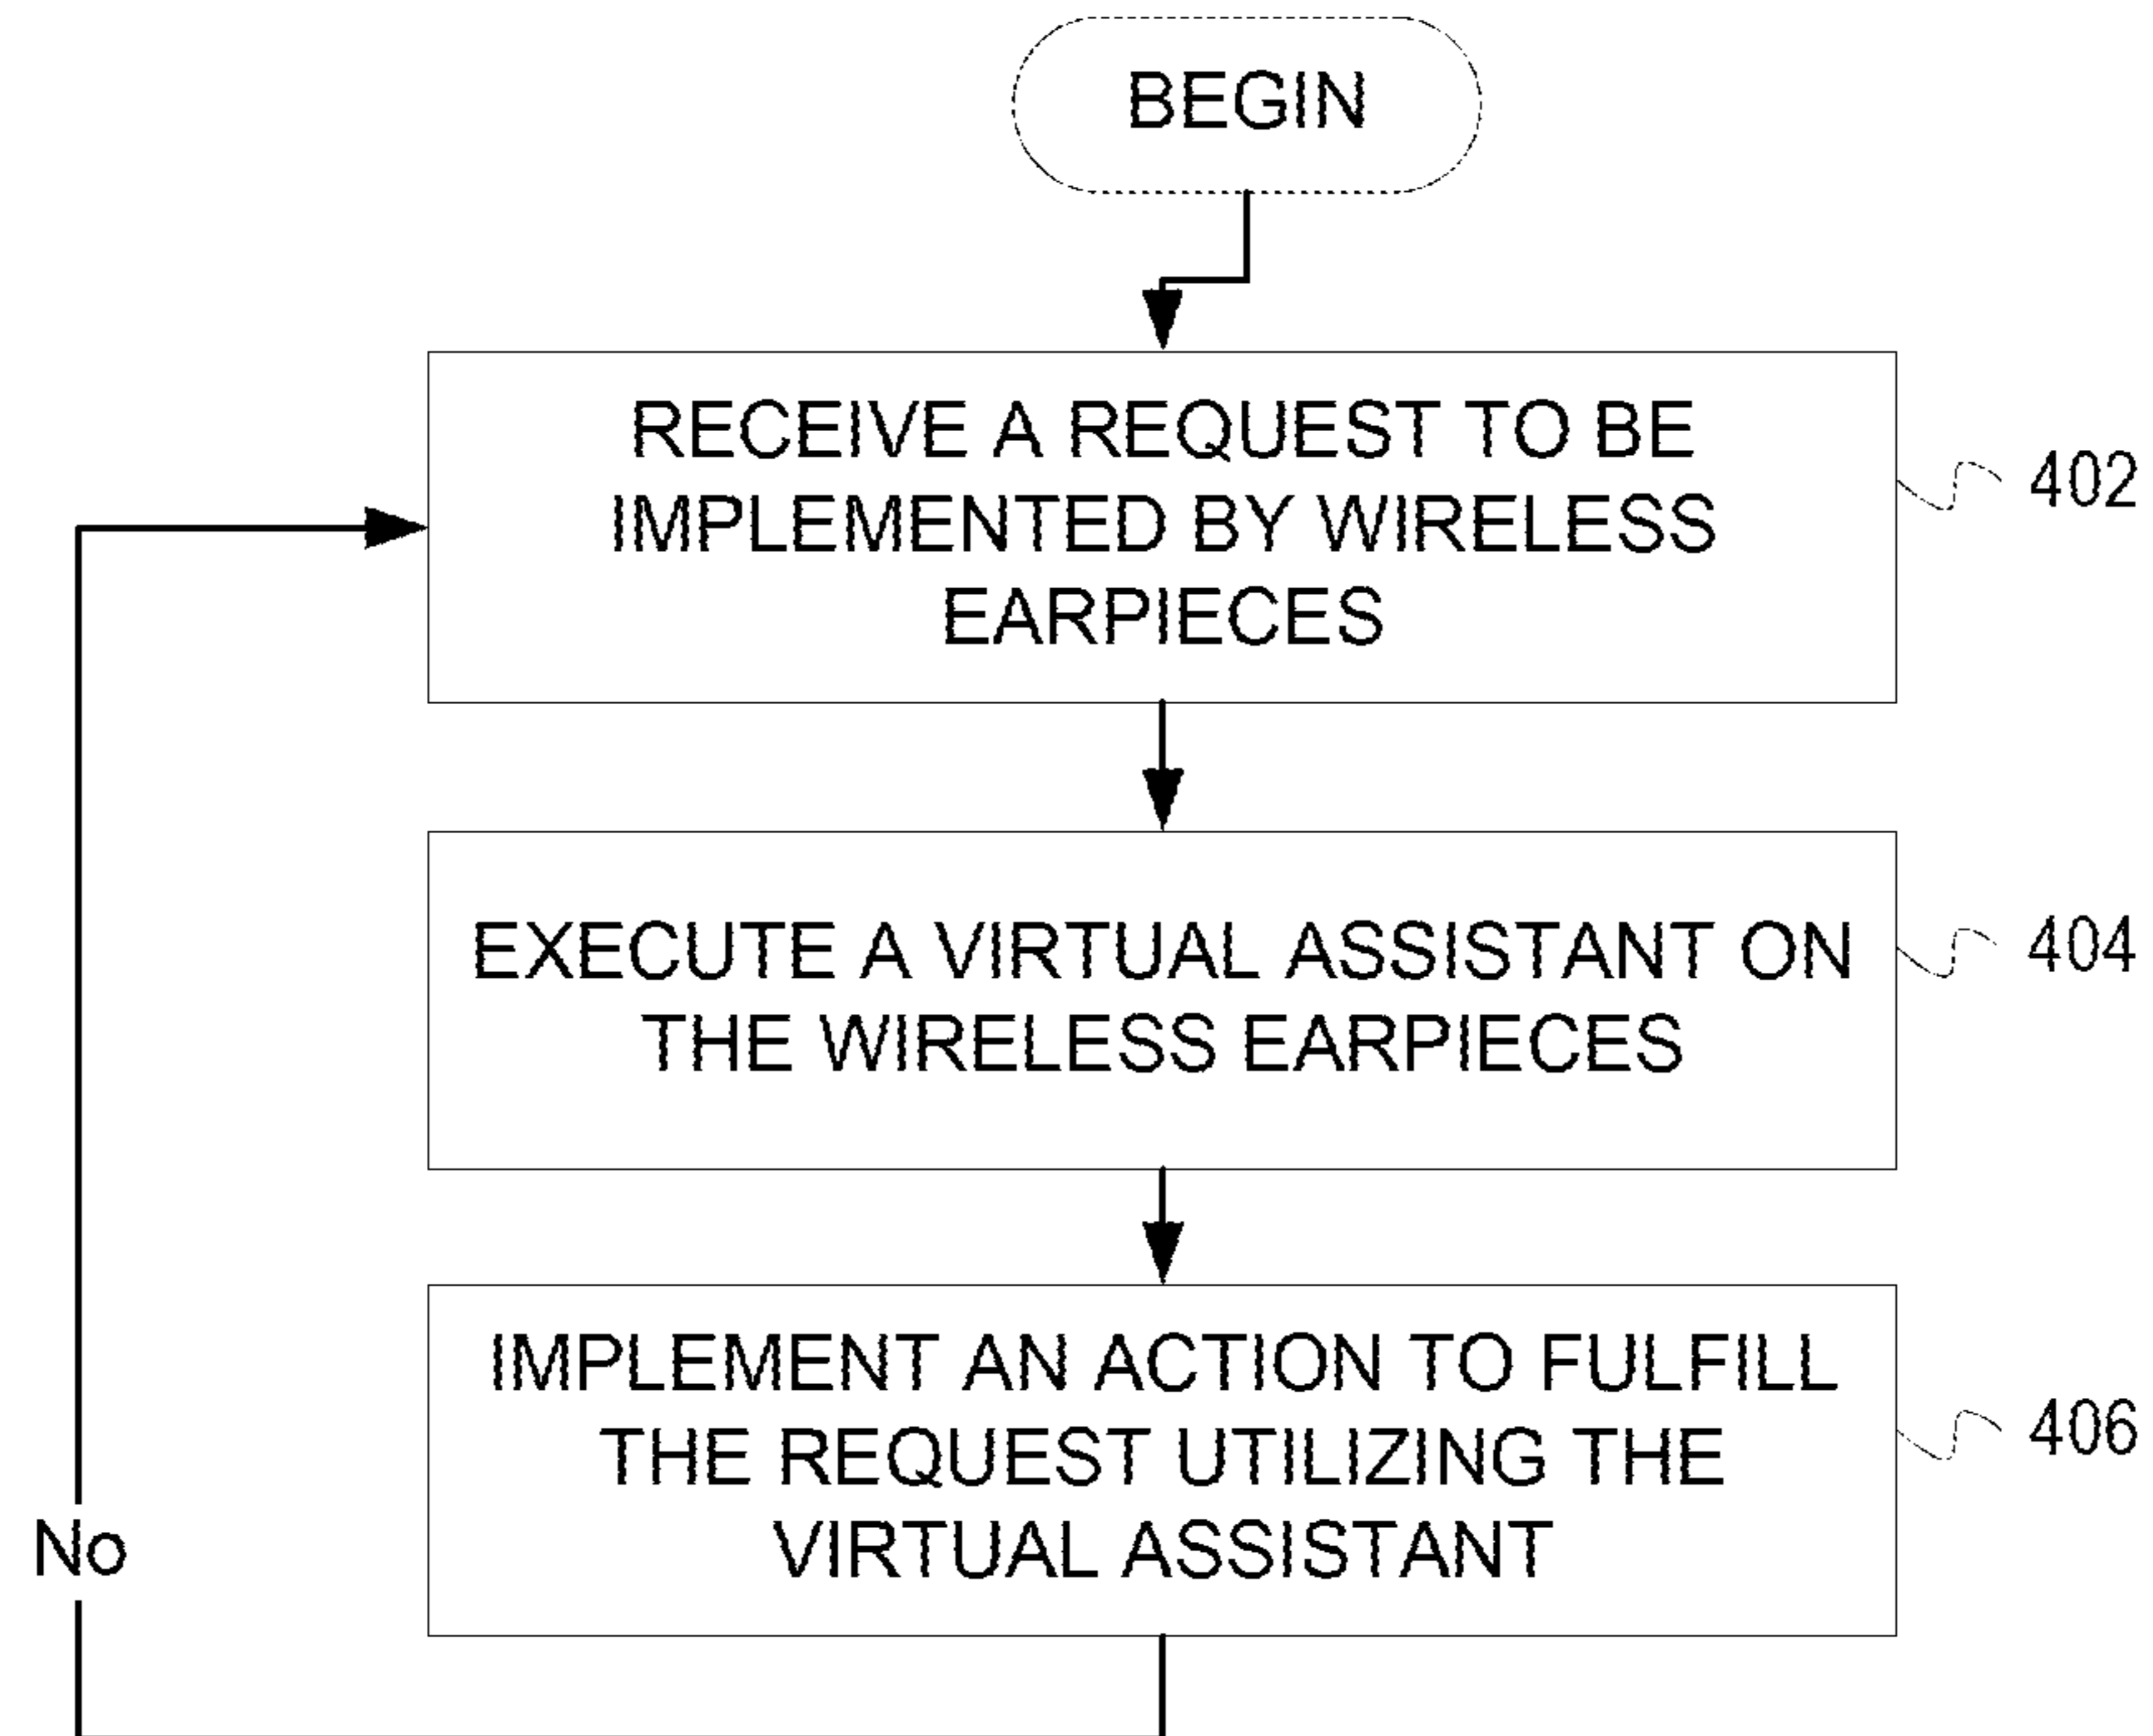 BEGIN
RECEIVE A REQUEST TO BE
IMPLEMENTED BY WIRELESS
EARPIECES
402
EXECUTE A VIRTUAL ASSISTANT ON
THE WIRELESS EARPIECES
404
IMPLEMENT AN ACTION TO FULFILL
THE REQUEST UTILIZING THE
VIRTUAL ASSISTANT
406
No